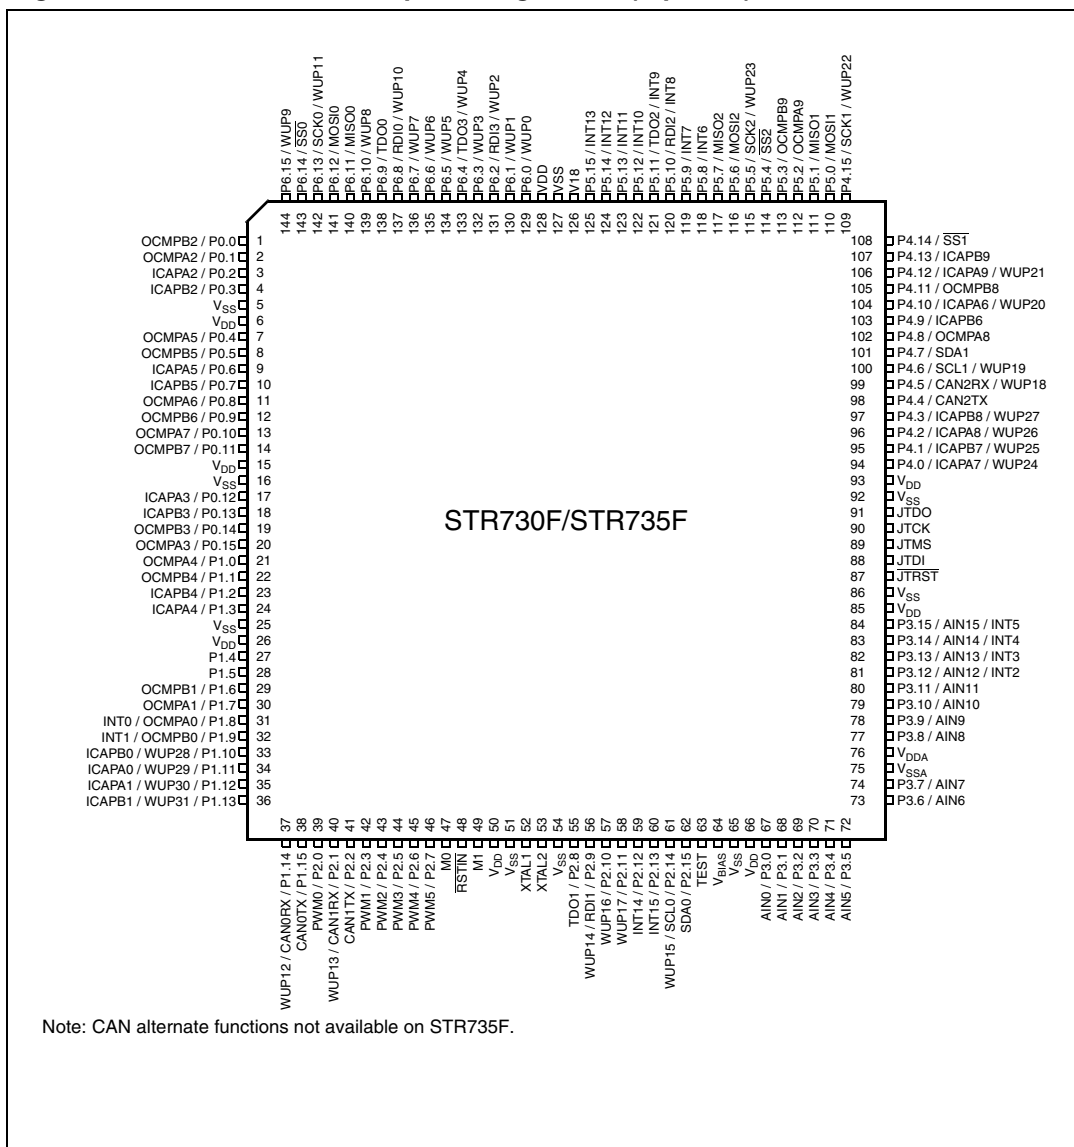 P6.15 / WUP9
P6.14 / SS0
P6.13 / SCK0 / WUP11
P6.12 / MOSI0
P6.11 / MISO0
P6.10 / WUP8
P6.9 / TDO0
P6.8 / RDI0 / WUP10
P6.7 / WUP7
P6.6 / WUP6
P6.5 / WUP5
P6.4 / TDO3 / WUP4
P6.3 / WUP3
P6.2 / RDI3 / WUP2
P6.1 / WUP1
P6.0 / WUP0
VDD
VSS
V18
P5.15 / INT13
P5.14 / INT12
P5.13 / INT11
P5.12 / INT10
P5.11 / TDO2 / INT9
P5.10 / RDI2 / INT8
P5.9 / INT7
P5.8 / INT6
P5.7 / MISO2
P5.6 / MOSI2
P5.5 / SCK2 / WUP23
P5.4 / SS2
P5.3 / OCMPB9
P5.2 / OCMPA9
P5.1 / MISO1
P5.0 / MOSI1
P4.15 / SCK1 / WUP22
144
143
142
141
140
139
138
137
136
135
134
133
132
131
130
129
128
127
126
125
124
123
122
121
120
119
118
117
116
115
114
113
112
111
110
109
OCMPB2 / P0.0 1
OCMPA2 / P0.1 2
ICAPA2 / P0.2 3
ICAPB2 / P0.3 4
VSS 5
VDD 6
OCMPA5 / P0.4 7
OCMPB5 / P0.5 8
ICAPA5 / P0.6 9
ICAPB5 / P0.7 10
OCMPA6 / P0.8 11
OCMPB6 / P0.9 12
OCMPA7 / P0.10 13
OCMPB7 / P0.11 14
VDD 15
VSS 16
ICAPA3 / P0.12 17
ICAPB3 / P0.13 18
OCMPB3 / P0.14 19
OCMPA3 / P0.15 20
OCMPA4 / P1.0 21
OCMPB4 / P1.1 22
ICAPB4 / P1.2 23
ICAPA4 / P1.3 24
VSS 25
VDD 26
P1.4 27
P1.5 28
OCMPB1 / P1.6 29
OCMPA1 / P1.7 30
INT0 / OCMPA0 / P1.8 31
INT1 / OCMPB0 / P1.9 32
ICAPB0 / WUP28 / P1.10 33
ICAPA0 / WUP29 / P1.11 34
ICAPA1 / WUP30 / P1.12 35
ICAPB1 / WUP31 / P1.13 36
STR730F/STR735F
108 P4.14 / SS1
107 P4.13 / ICAPB9
106 P4.12 / ICAPA9 / WUP21
105 P4.11 / OCMPB8
104 P4.10 / ICAPA6 / WUP20
103 P4.9 / ICAPB6
102 P4.8 / OCMPA8
101 P4.7 / SDA1
100 P4.6 / SCL1 / WUP19
99 P4.5 / CAN2RX / WUP18
98 P4.4 / CAN2TX
97 P4.3 / ICAPB8 / WUP27
96 P4.2 / ICAPA8 / WUP26
95 P4.1 / ICAPB7 / WUP25
94 P4.0 / ICAPA7 / WUP24
93 VDD
92 VSS
91 JTDO
90 JTCK
89 JTMS
88 JTDI
87 JTRST
86 VSS
85 VDD
84 P3.15 / AIN15 / INT5
83 P3.14 / AIN14 / INT4
82 P3.13 / AIN13 / INT3
81 P3.12 / AIN12 / INT2
80 P3.11 / AIN11
79 P3.10 / AIN10
78 P3.9 / AIN9
77 P3.8 / AIN8
76 VDDA
75 VSSA
74 P3.7 / AIN7
73 P3.6 / AIN6
37
38
39
40
41
42
43
44
45
46
47
48
49
50
51
52
53
54
55
56
57
58
59
60
61
62
63
64
65
66
67
68
69
70
71
72
WUP12 / CAN0RX / P1.14
CAN0TX / P1.15
PWM0 / P2.0
WUP13 / CAN1RX / P2.1
CAN1TX / P2.2
PWM1 / P2.3
PWM2 / P2.4
PWM3 / P2.5
PWM4 / P2.6
PWM5 / P2.7
M0
RSTIN
M1
VDD
VSS
XTAL1
XTAL2
VSS
TDO1 / P2.8
WUP14 / RDI1 / P2.9
WUP16 / P2.10
WUP17 / P2.11
INT14 / P2.12
INT15 / P2.13
WUP15 / SCL0 / P2.14
SDA0 / P2.15
TEST
VBIAS
VSS
VDD
AIN0 / P3.0
AIN1 / P3.1
AIN2 / P3.2
AIN3 / P3.3
AIN4 / P3.4
AIN5 / P3.5
Note: CAN alternate functions not available on STR735F.